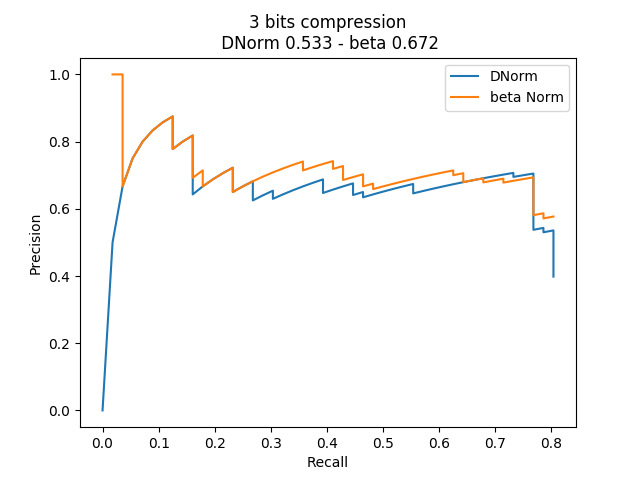 3 bits compression
DNorm 0.533 - beta 0.672
DNorm
beta Norm
1.0
0.8
0.6
0.4
0.2
0.0
Precision
0.0 0.1 0.2 0.3 0.4 0.5 0.6 0.7 0.8
Recall